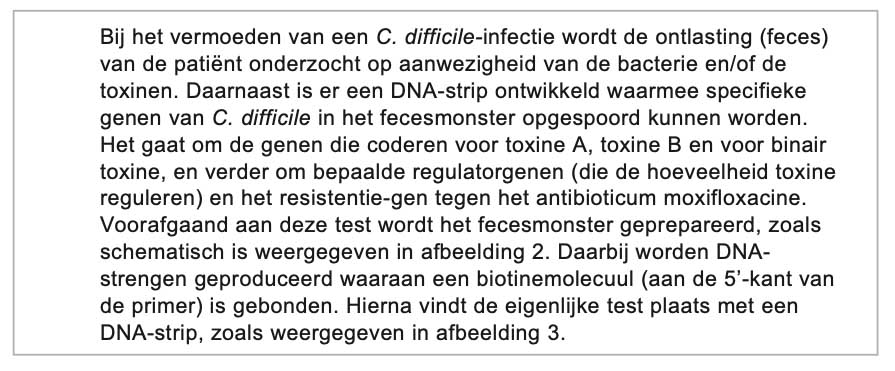 Bij het vermoeden van een C. difficile-infectie wordt de ontlasting (feces)
van de patiënt onderzocht op aanwezigheid van de bacterie en/of de
toxinen. Daarnaast is er een DNA-strip ontwikkeld waarmee specifieke
genen van C. difficile in het fecesmonster opgespoord kunnen worden.
Het gaat om de genen die coderen voor toxine A, toxine B en voor binair
toxine, en verder om bepaalde regulatorgenen (die de hoeveelheid toxine
reguleren) en het resistentie-gen tegen het antibioticum moxifloxacine.
Voorafgaand aan deze test wordt het fecesmonster geprepareerd, zoals
schematisch is weergegeven in afbeelding 2. Daarbij worden DNA-
strengen geproduceerd waaraan een biotinemolecuul (aan de 5’-kant van
de primer) is gebonden. Hierna vindt de eigenlijke test plaats met een
DNA-strip, zoals weergegeven in afbeelding 3.